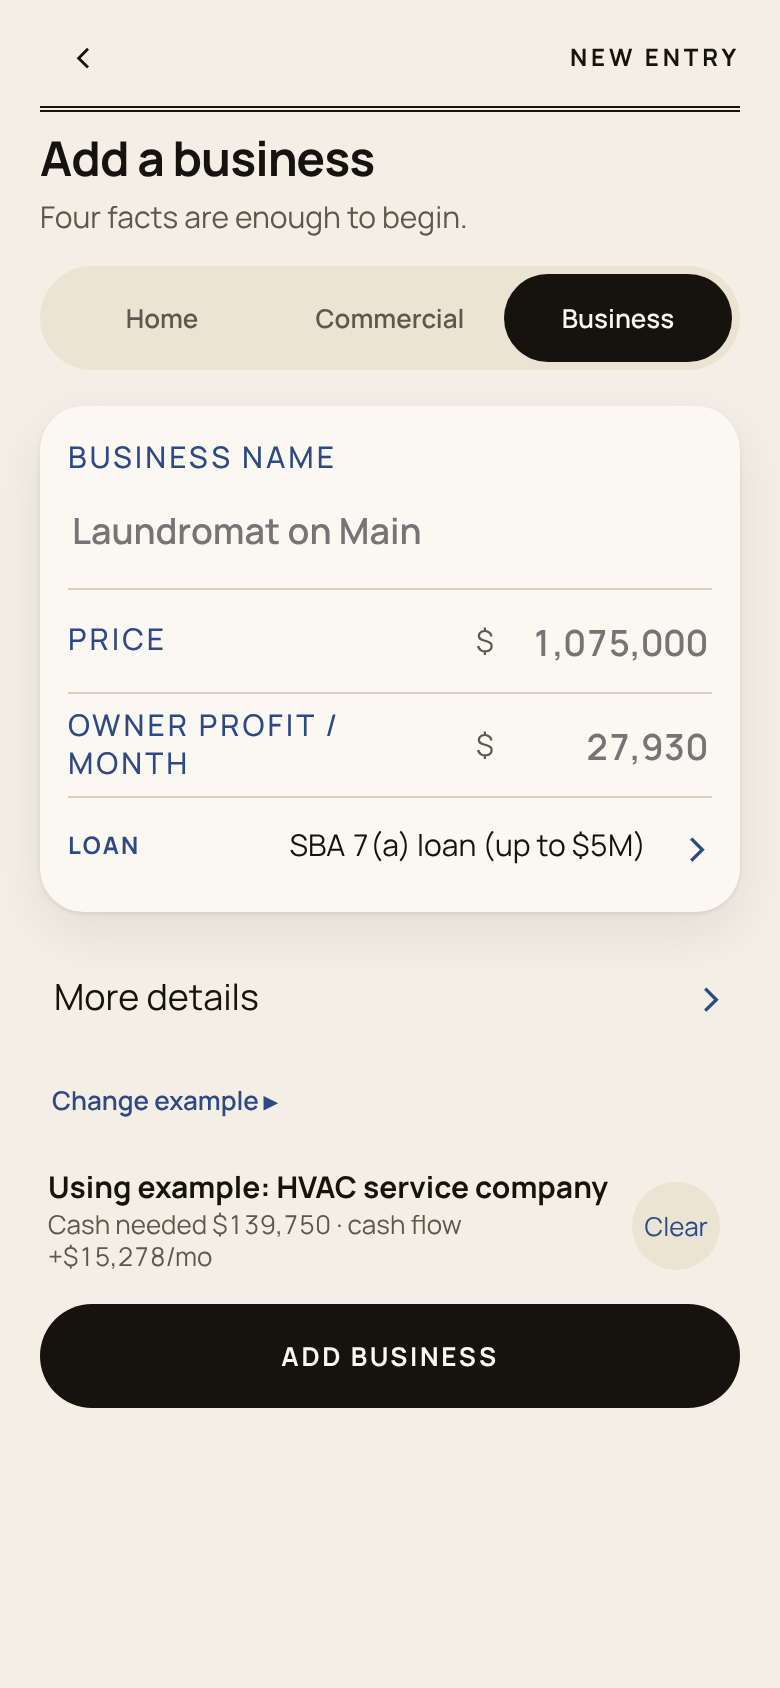 NEW ENTRY
Add a business
Four facts are enough to begin.
Home
Commercial
Business
BUSINESS NAME
Laundromat on Main
PRICE
$ 1,075,000
OWNER PROFIT /
MONTH
$ 27,930
LOAN
SBA 7(a) loan (up to $5M)
More details
Change example ▸
Using example: HVAC service company
Cash needed $139,750 · cash flow
+$15,278/mo
Clear
ADD BUSINESS